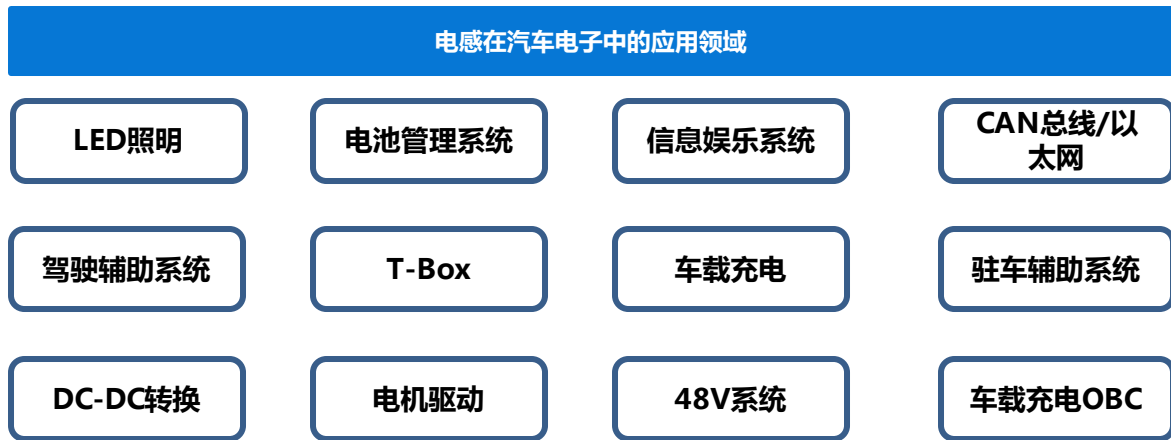 电感在汽车电子中的应用领域
LED照明
电池管理系统
信息娱乐系统
CAN总线/以
太网
驾驶辅助系统
T-Box
车载充电
驻车辅助系统
DC-DC转换
电机驱动
48V系统
车载充电OBC